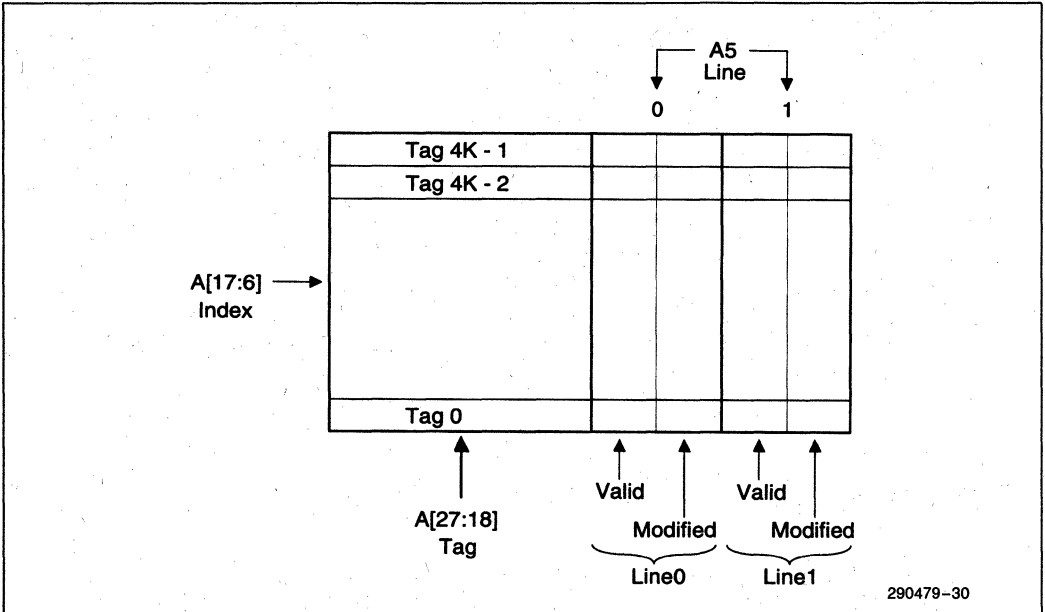 A5
Line
0 1
Tag 4K - 1
Tag 4K - 2
A[17:6]
Index
Tag 0
Valid Valid
A[27:18]
Tag
Modified Modified
Line0 Line1
290479-30